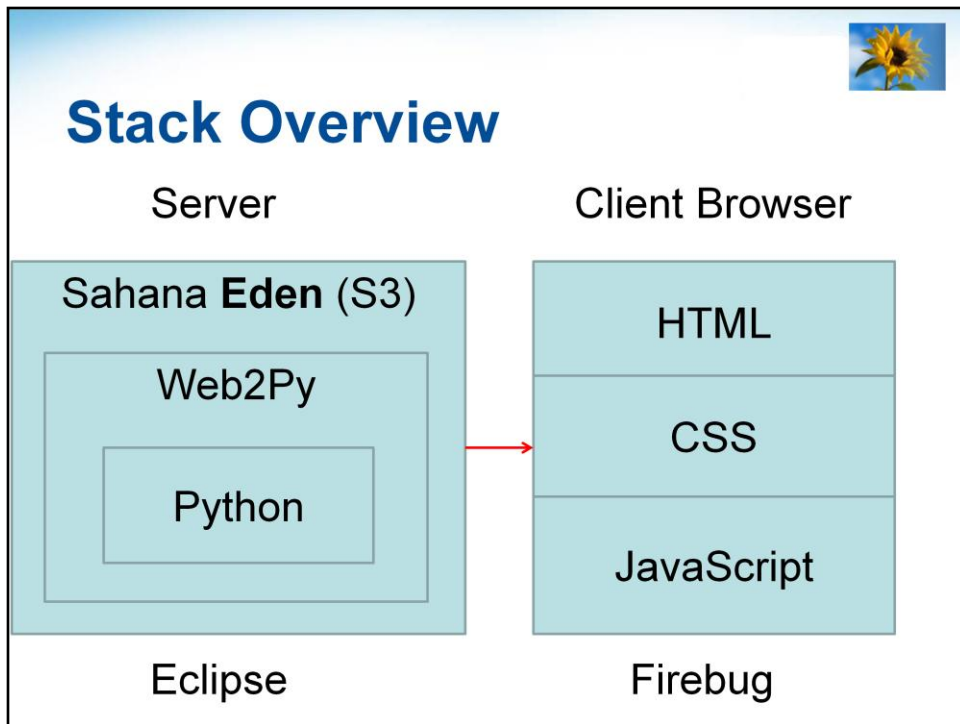 Stack Overview
Server
Sahana Eden (S3)
Web2Py
Python
Eclipse
Client Browser
HTML
CSS
JavaScript
Firebug